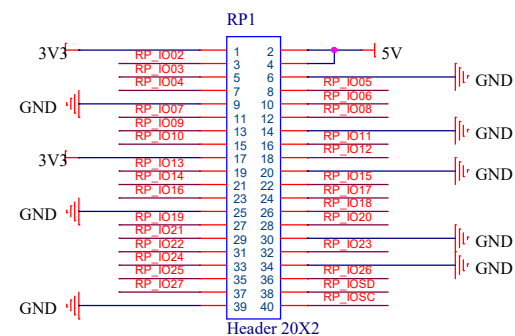 RP1
3V3 1 2 5V
RP_IO02 3 4
RP_IO03 5 6 GND
RP_IO04 7 8 RP_IO05
GND 9 10 RP_IO06
RP_IO07 11 12 RP_IO08
RP_IO09 13 14 GND
RP_IO10 15 16 RP_IO11
3V3 17 18 RP_IO12
RP_IO13 19 20 GND
RP_IO14 21 22 RP_IO15
RP_IO16 23 24 RP_IO17
GND 25 26 RP_IO18
RP_IO19 27 28 RP_IO20
RP_IO21 29 30 GND
RP_IO22 31 32 RP_IO23
RP_IO24 33 34 GND
RP_IO25 35 36 RP_IO26
RP_IO27 37 38 RP_IOSD
GND 39 40 RP_IOSC
Header 20X2